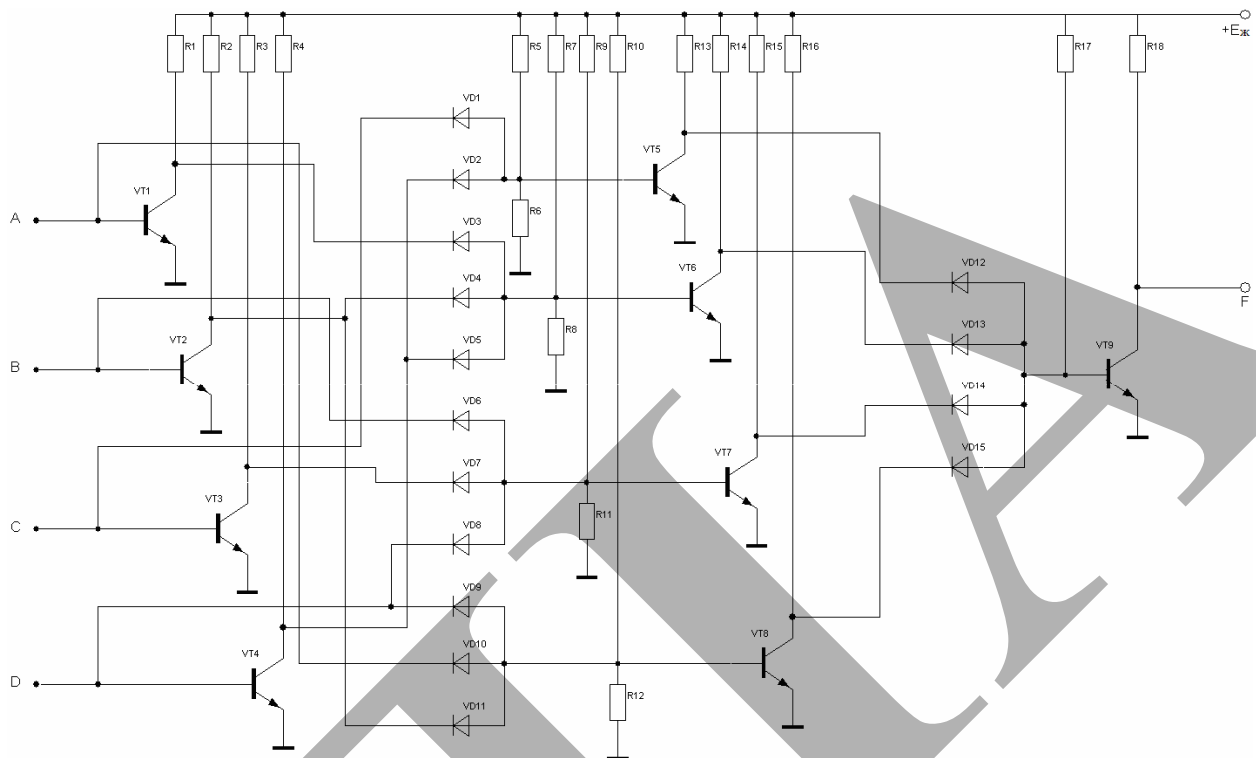 +Eж
R1 R2 R3 R4 R5 R7 R9 R10 R13 R14 R15 R16 R17 R18
VD1
VT5
VD2
VT1
A
R6
VD3
VT6
VD12
VD4
F
R8
VD13
VT2
VD5
VT9
B
VD14
VD6
VD15
VT7
VD7
VT3
R11
C
VD8
VD9
VT8
VD10
VT4
D
R12
VD11